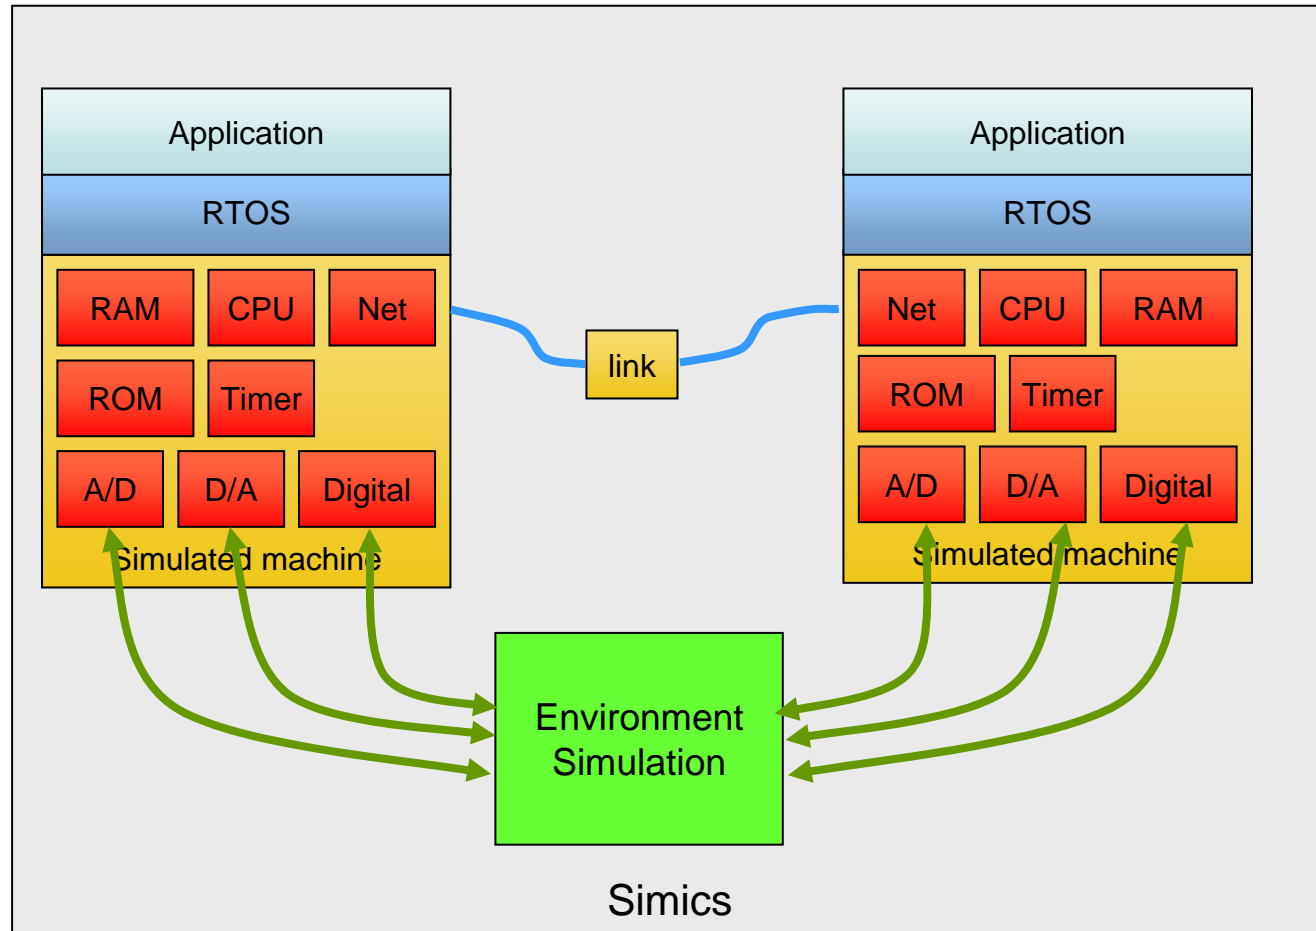 Application
RTOS
RAM CPU Net
ROM Timer
A/D D/A Digital
Simulated machine
link
Application
RTOS
Net CPU RAM
ROM Timer
A/D D/A Digital
Simulated machine
Environment
Simulation
Simics